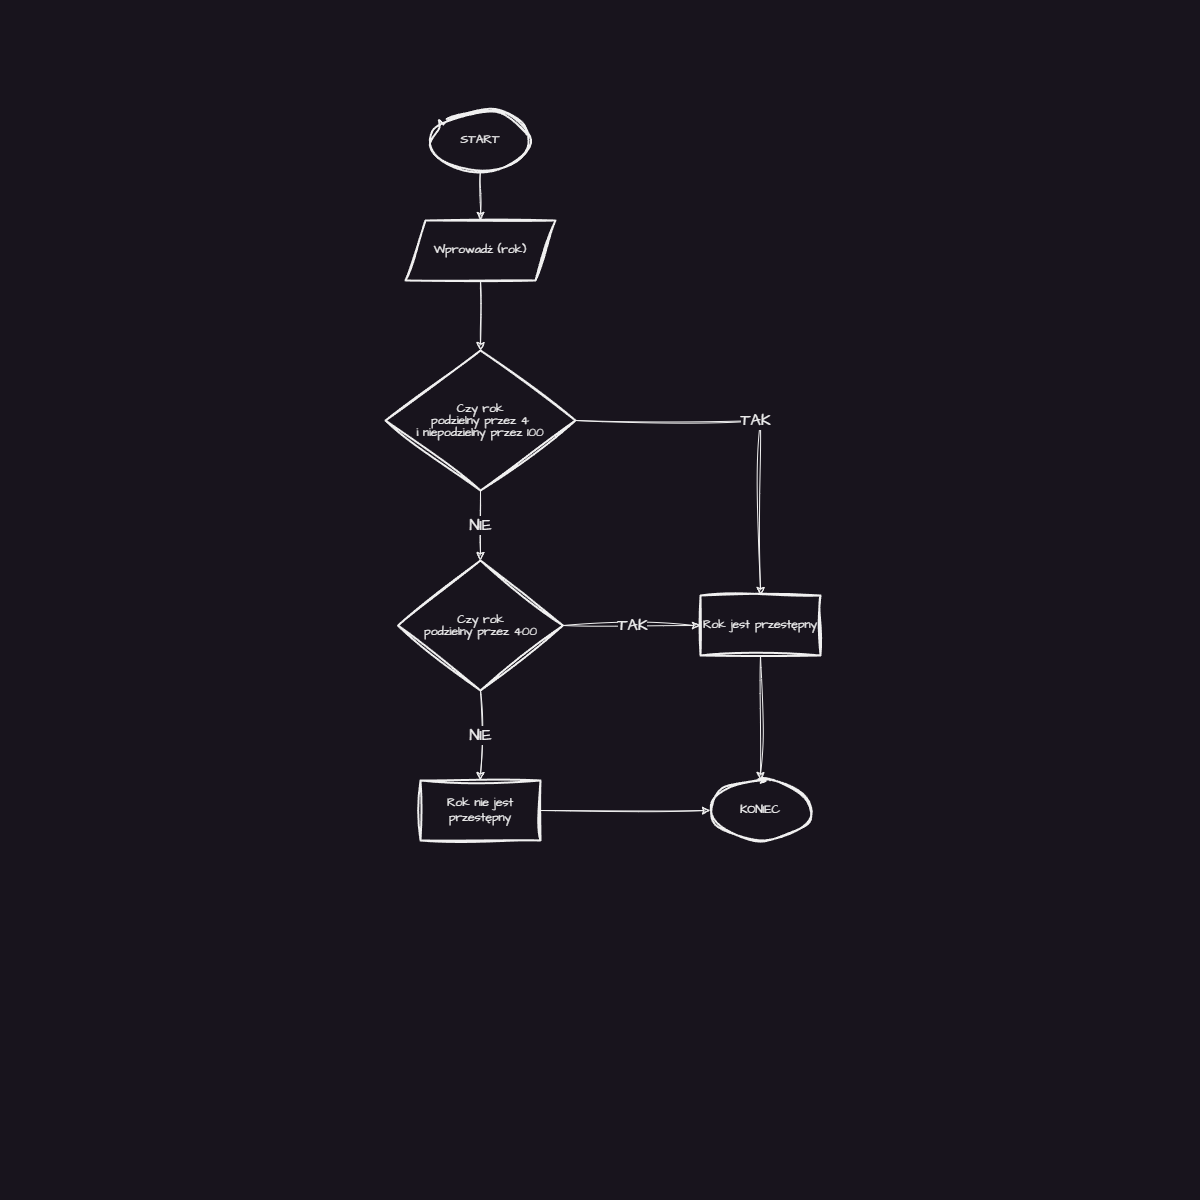 START
Wprowadź (rok)
Czy rok
podzielny przez 4
i niepodzielny przez 100
TAK
NIE
Czy rok
podzielny przez 400
TAK
Rok jest przestępny
NIE
Rok nie jest
przestępny
KONIEC